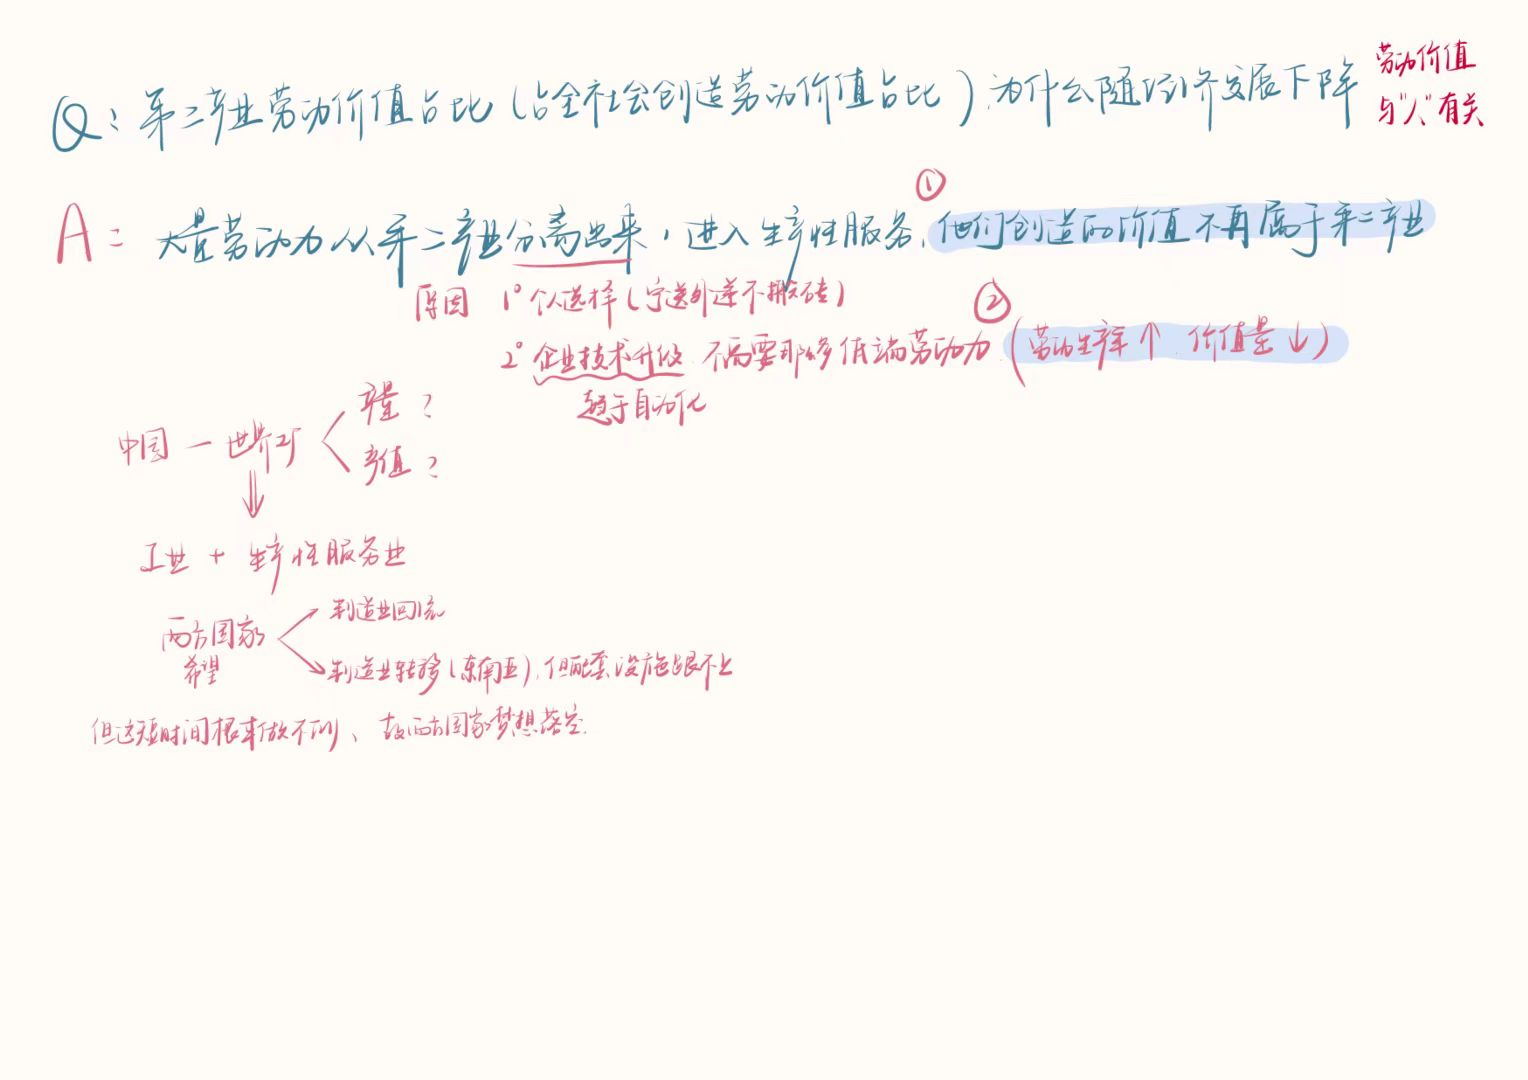 Q：第二产业劳动价值占比（占全社会创造劳动价值占比），为什么随经济发展下降
劳动价值
与"人"有关
A：大量劳动力从第二产业分离出来，进入生产性服务，他们创造的价值不再属于第二产业
①
原因 1° 个人选择（宁送外送不搬砖）
②
2° 企业技术升级 不需要那多低端劳动力（劳动生产率↑ 价值量↓）
趋于自动化
中国—世界工厂
产量？
产值？
⇓
工业 + 生产性服务业
西方国家
希望
制造业回流
制造业转移（东南亚），但配套设施跟不上
但这短时间根本做不到、故西方国家梦想落空.